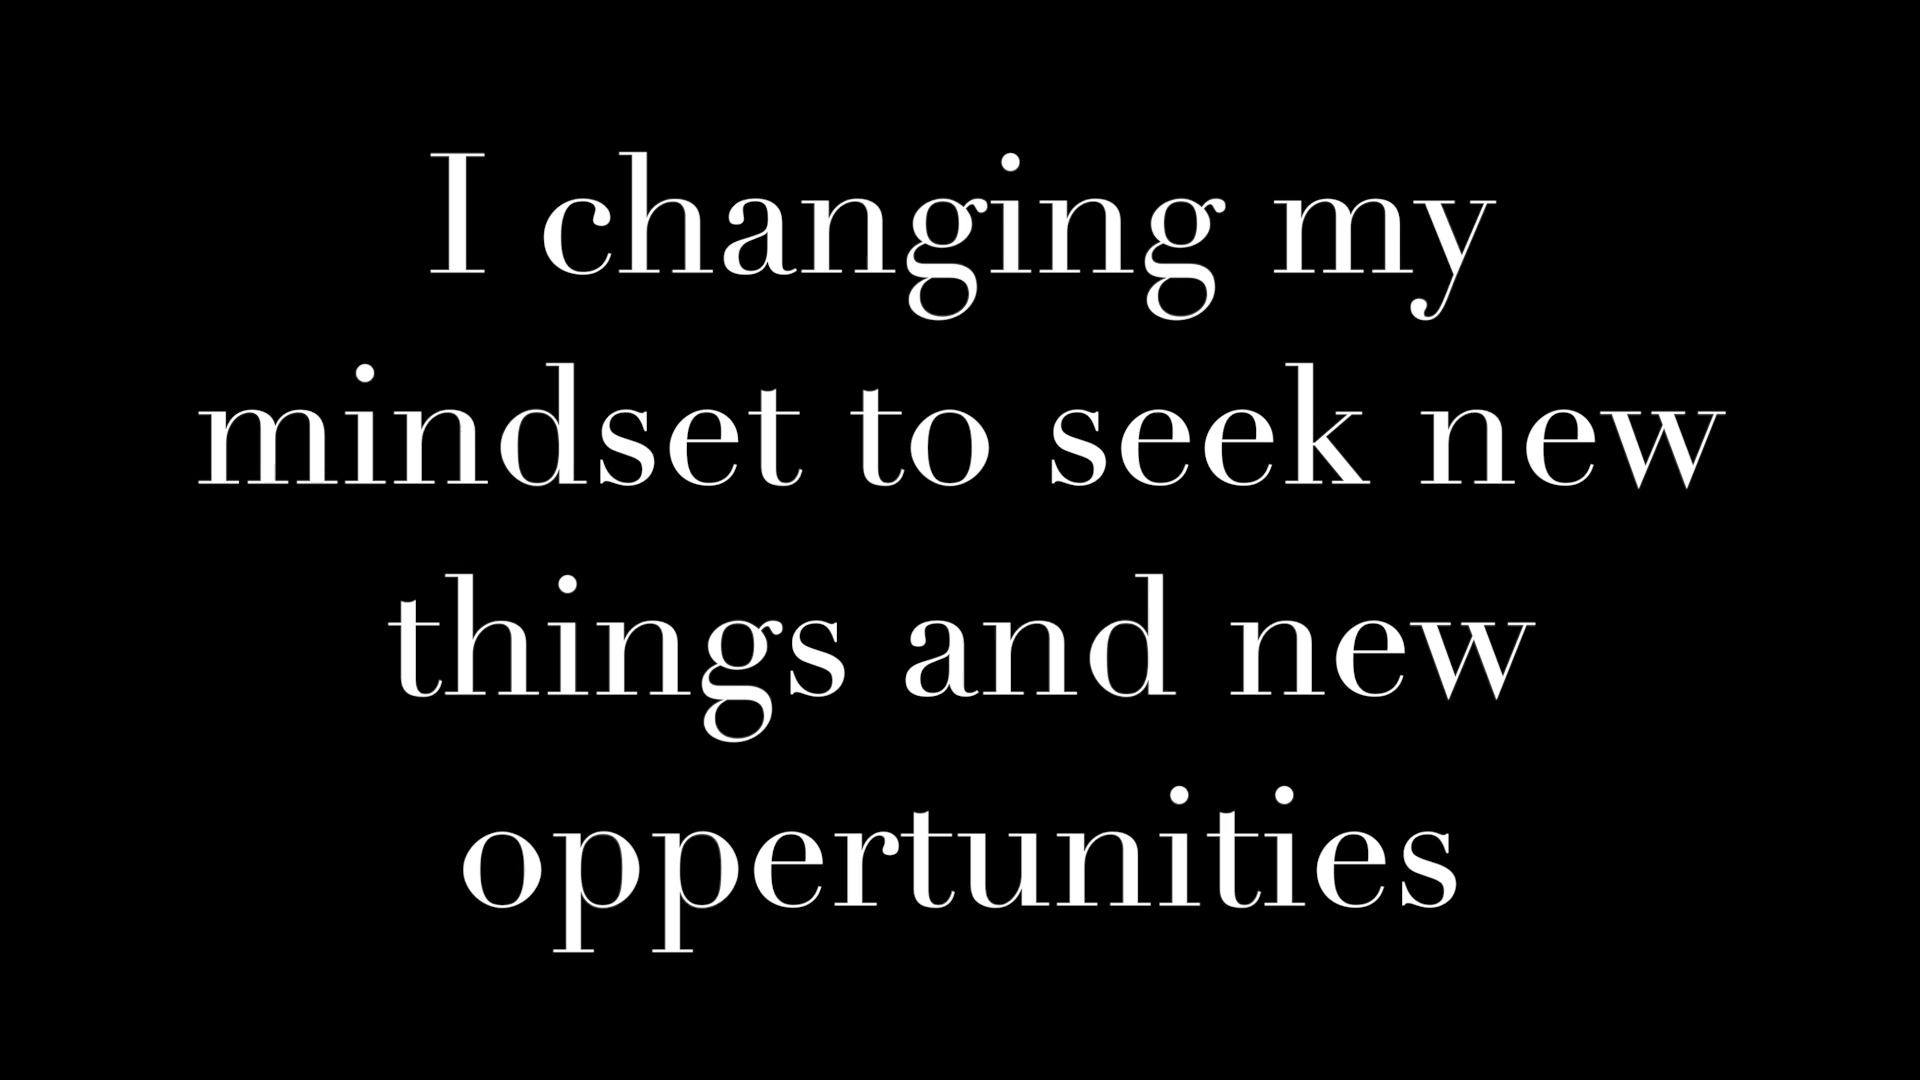 I changing my
mindset to seek new
things and new
oppertunities